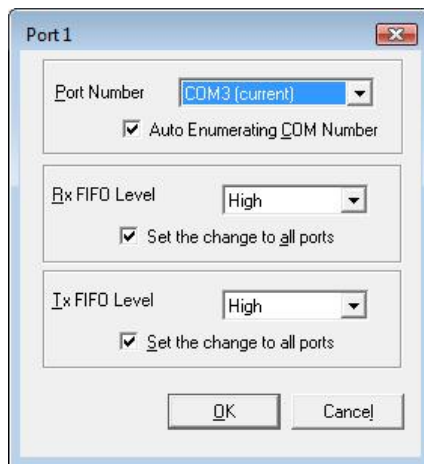 Port 1
Port Number COM3 (current)
Auto Enumerating COM Number
Rx FIFO Level High
Set the change to all ports
Tx FIFO Level High
Set the change to all ports
OK Cancel